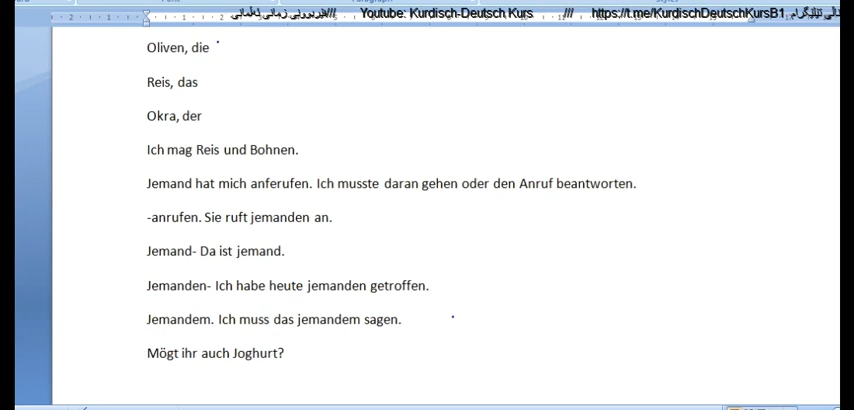 Youtube: Kurdisch-Deutsch Kurs /// https://t.me/KurdischDeutschKursB1
Oliven, die
Reis, das
Okra, der
Ich mag Reis und Bohnen.
Jemand hat mich anferufen. Ich musste daran gehen oder den Anruf beantworten.
-anrufen. Sie ruft jemanden an.
Jemand- Da ist jemand.
Jemanden- Ich habe heute jemanden getroffen.
Jemandem. Ich muss das jemandem sagen.
Mögt ihr auch Joghurt?